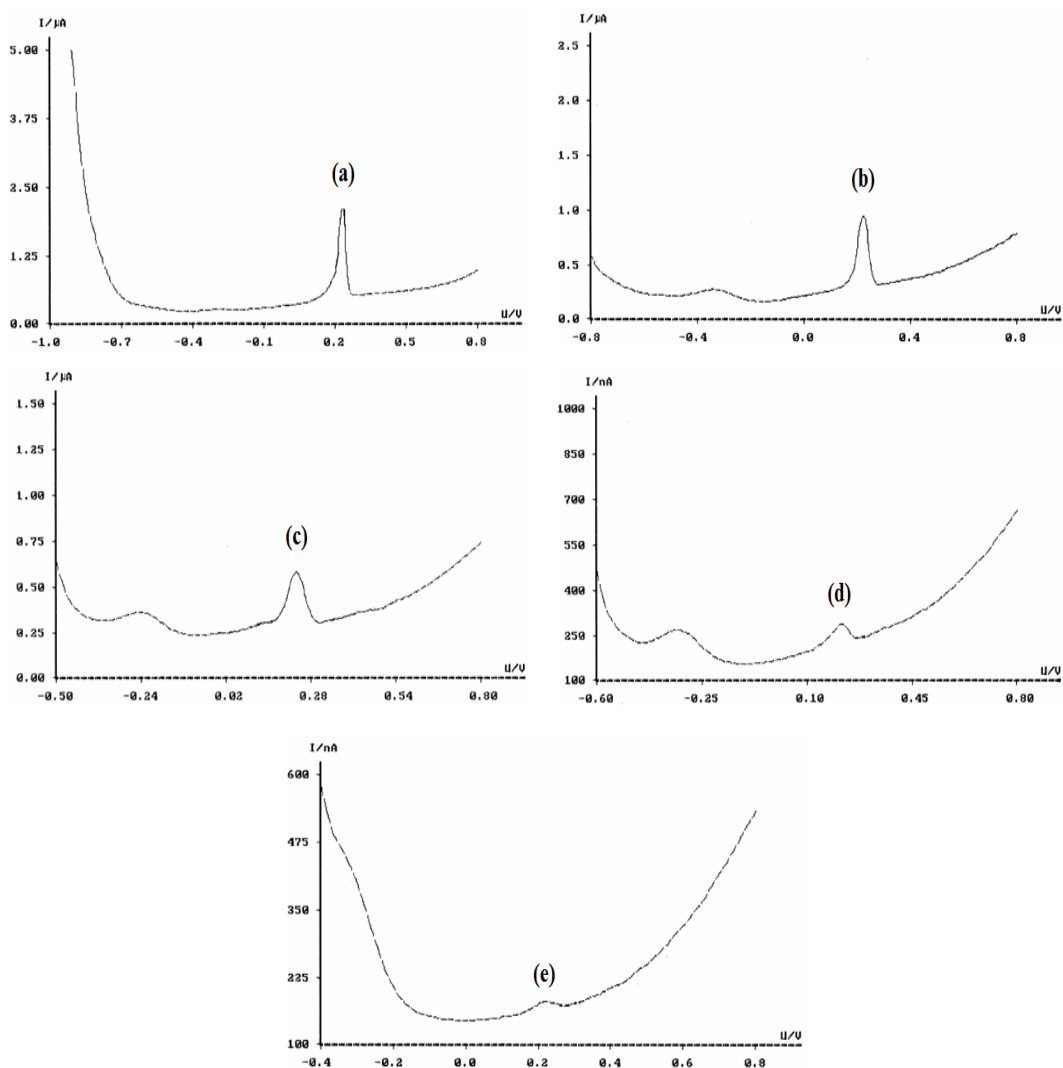 I/µA
5.00
3.75
2.50
1.25
0.00
(a)
U/V
-1.0 -0.7 -0.4 -0.1 0.2 0.5 0.8
I/µA
2.5
2.0
1.5
1.0
0.5
0.0
(b)
U/V
-0.8 -0.4 0.0 0.4 0.8
I/µA
1.50
1.25
1.00
0.75
0.50
0.25
0.00
(c)
U/V
-0.50 -0.24 0.02 0.28 0.54 0.80
I/nA
1000
850
700
550
400
250
100
(d)
U/V
-0.60 -0.25 0.10 0.45 0.80
I/nA
600
475
350
225
100
(e)
U/V
-0.4 -0.2 0.0 0.2 0.4 0.6 0.8